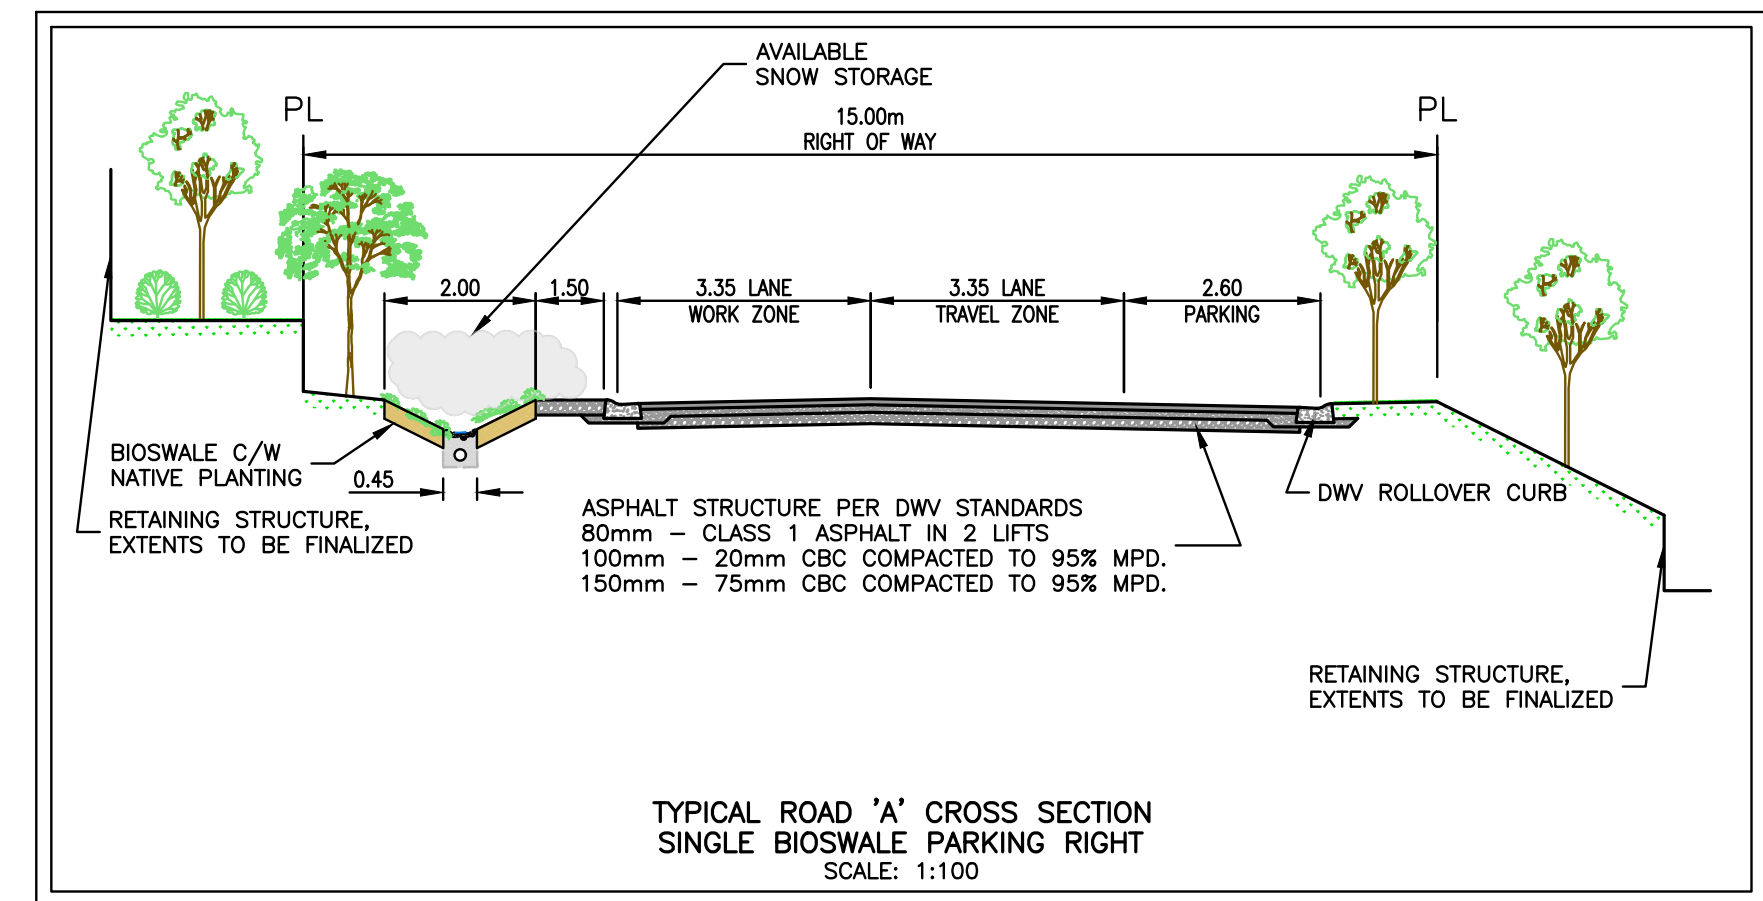 AVAILABLE
SNOW STORAGE
PL
PL
15.00m
RIGHT OF WAY
2.00
1.50
3.35 LANE
WORK ZONE
3.35 LANE
TRAVEL ZONE
2.60
PARKING
BIOSWALE C/W
NATIVE PLANTING
0.45
RETAINING STRUCTURE,
EXTENTS TO BE FINALIZED
ASPHALT STRUCTURE PER DWV STANDARDS
80mm – CLASS 1 ASPHALT IN 2 LIFTS
100mm – 20mm CBC COMPACTED TO 95% MPD.
150mm – 75mm CBC COMPACTED TO 95% MPD.
DWV ROLLOVER CURB
RETAINING STRUCTURE,
EXTENTS TO BE FINALIZED
TYPICAL ROAD 'A' CROSS SECTION
SINGLE BIOSWALE PARKING RIGHT
SCALE: 1:100